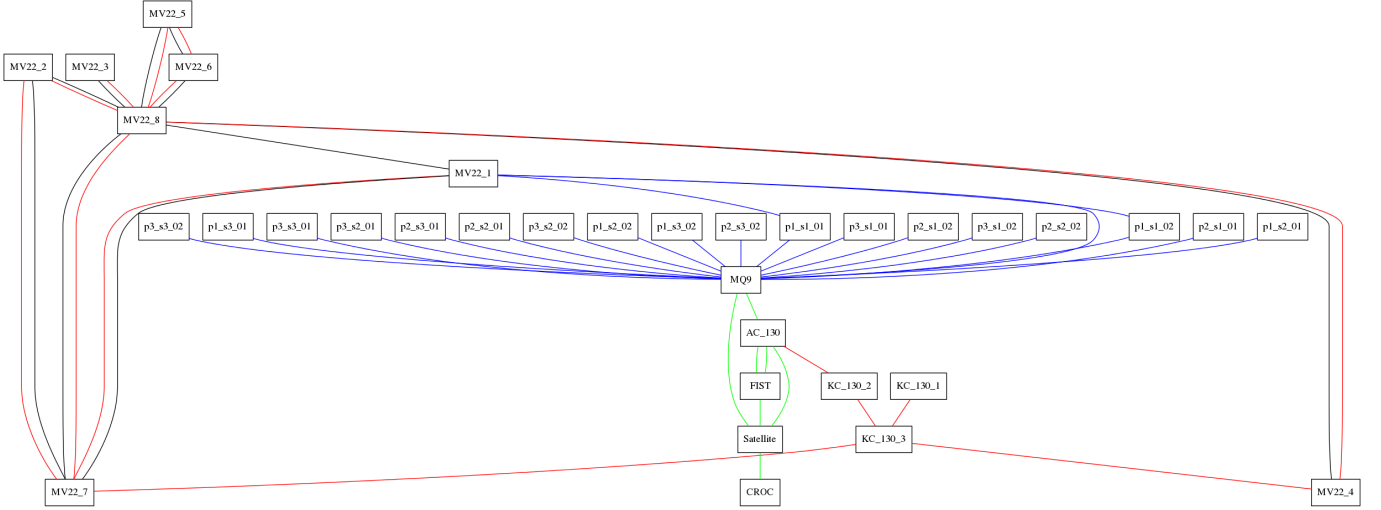 MV22_5
MV22_2
MV22_3
MV22_6
MV22_8
MV22_1
p3_s3_02
p1_s3_01
p3_s3_01
p3_s2_01
p2_s3_01
p2_s2_01
p3_s2_02
p1_s2_02
p1_s3_02
p2_s3_02
p1_s1_01
p3_s1_01
p2_s1_02
p3_s1_02
p2_s2_02
p1_s1_02
p2_s1_01
p1_s2_01
MQ9
AC_130
FIST
KC_130_2
KC_130_1
Satellite
KC_130_3
MV22_7
CROC
MV22_4